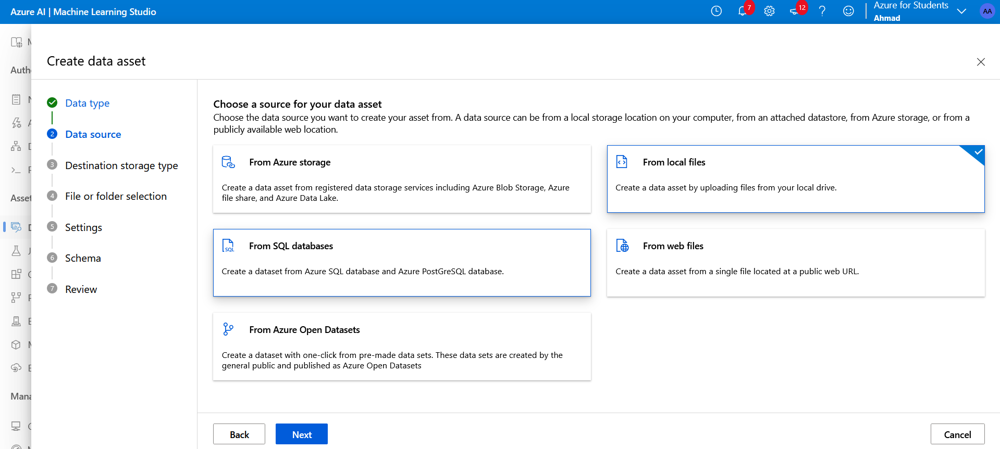 Azure AI | Machine Learning Studio
7
12
Azure for Students
Ahmad
AA
Create data asset
Auth
Asset
Mana
Data type
2
Data source
3
Destination storage type
4
File or folder selection
5
Settings
6
Schema
7
Review
Choose a source for your data asset
Choose the data source you want to create your asset from. A data source can be from a local storage location on your computer, from an attached datastore, from Azure storage, or from a
publicly available web location.
From Azure storage
Create a data asset from registered data storage services including Azure Blob Storage, Azure
file share, and Azure Data Lake.
From local files
Create a data asset by uploading files from your local drive.
SQL
From SQL databases
Create a dataset from Azure SQL database and Azure PostGreSQL database.
From web files
Create a data asset from a single file located at a public web URL.
From Azure Open Datasets
Create a dataset with one-click from pre-made data sets. These data sets are created by the
general public and published as Azure Open Datasets
Back
Next
Cancel